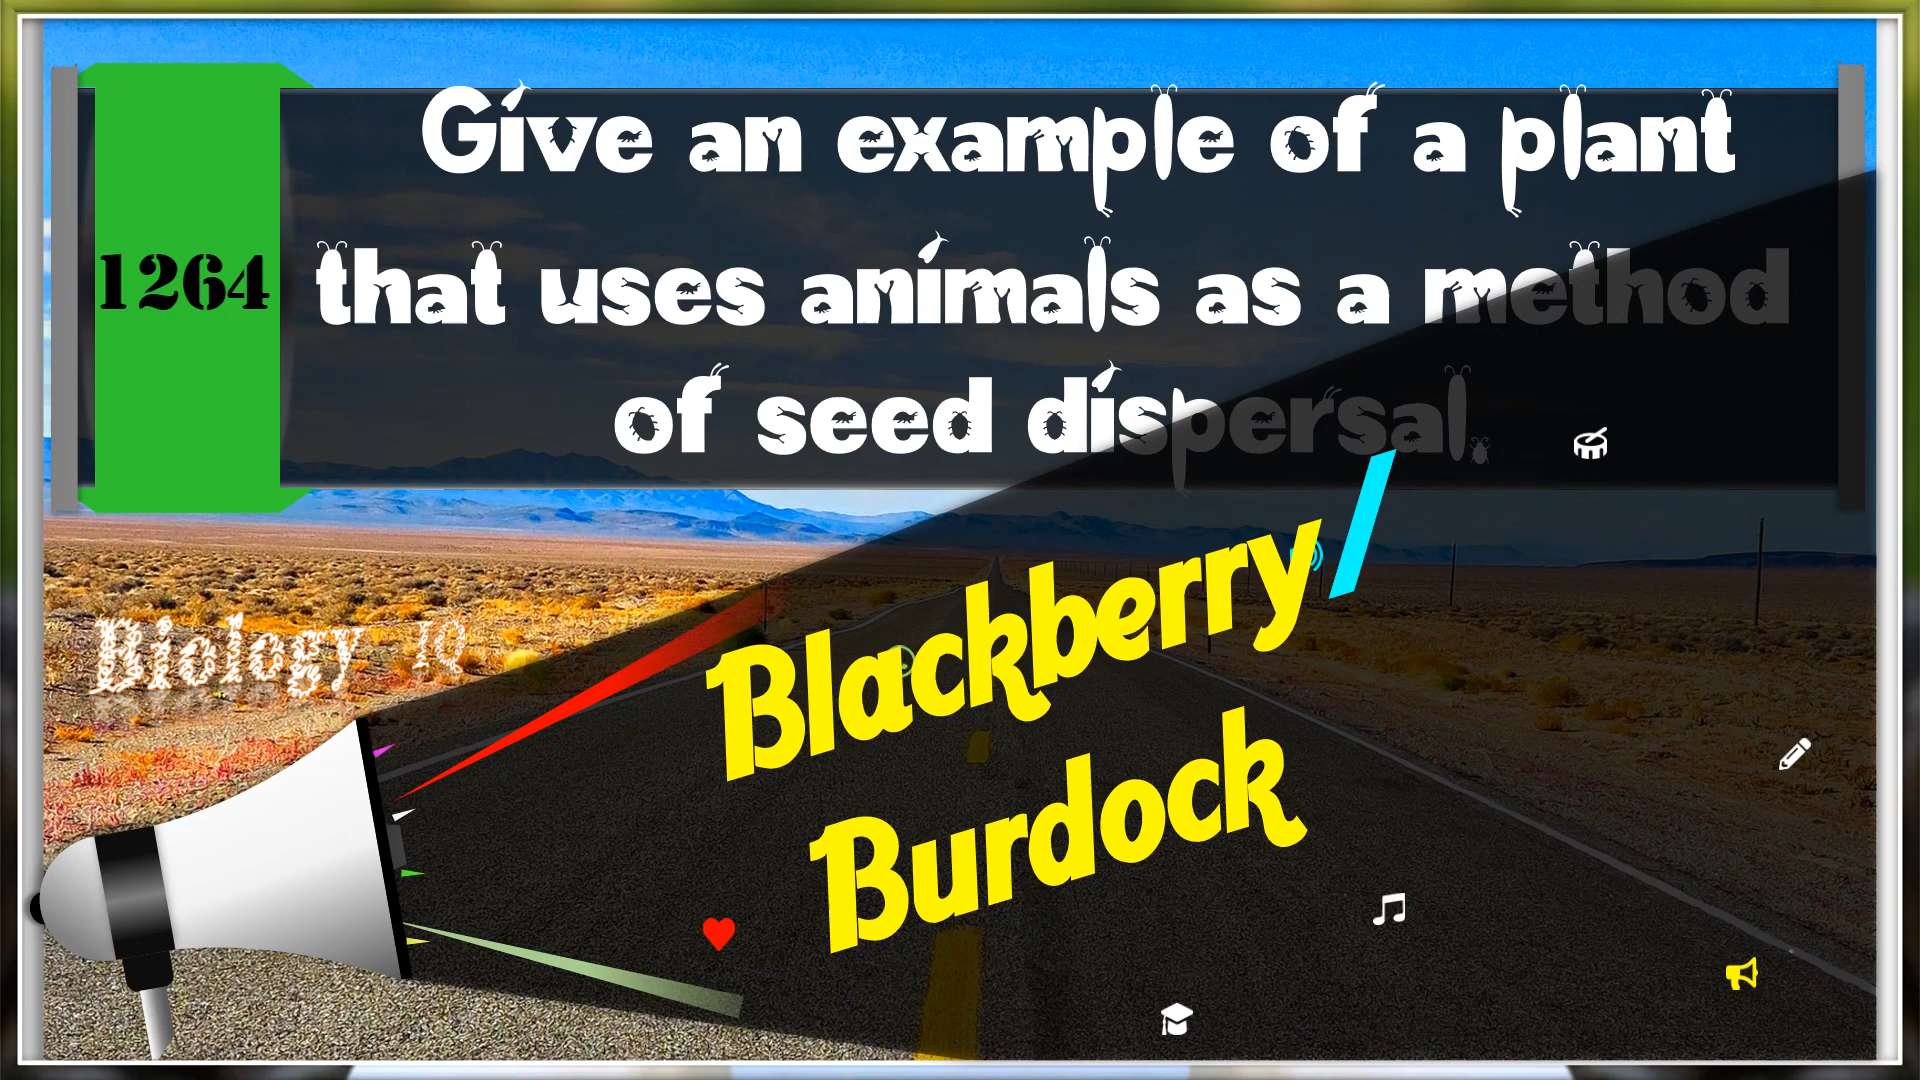 Give an example of a plant
1264
that uses animals as a method
of seed dispersal.
Biology IQ
Blackberry/
Burdock